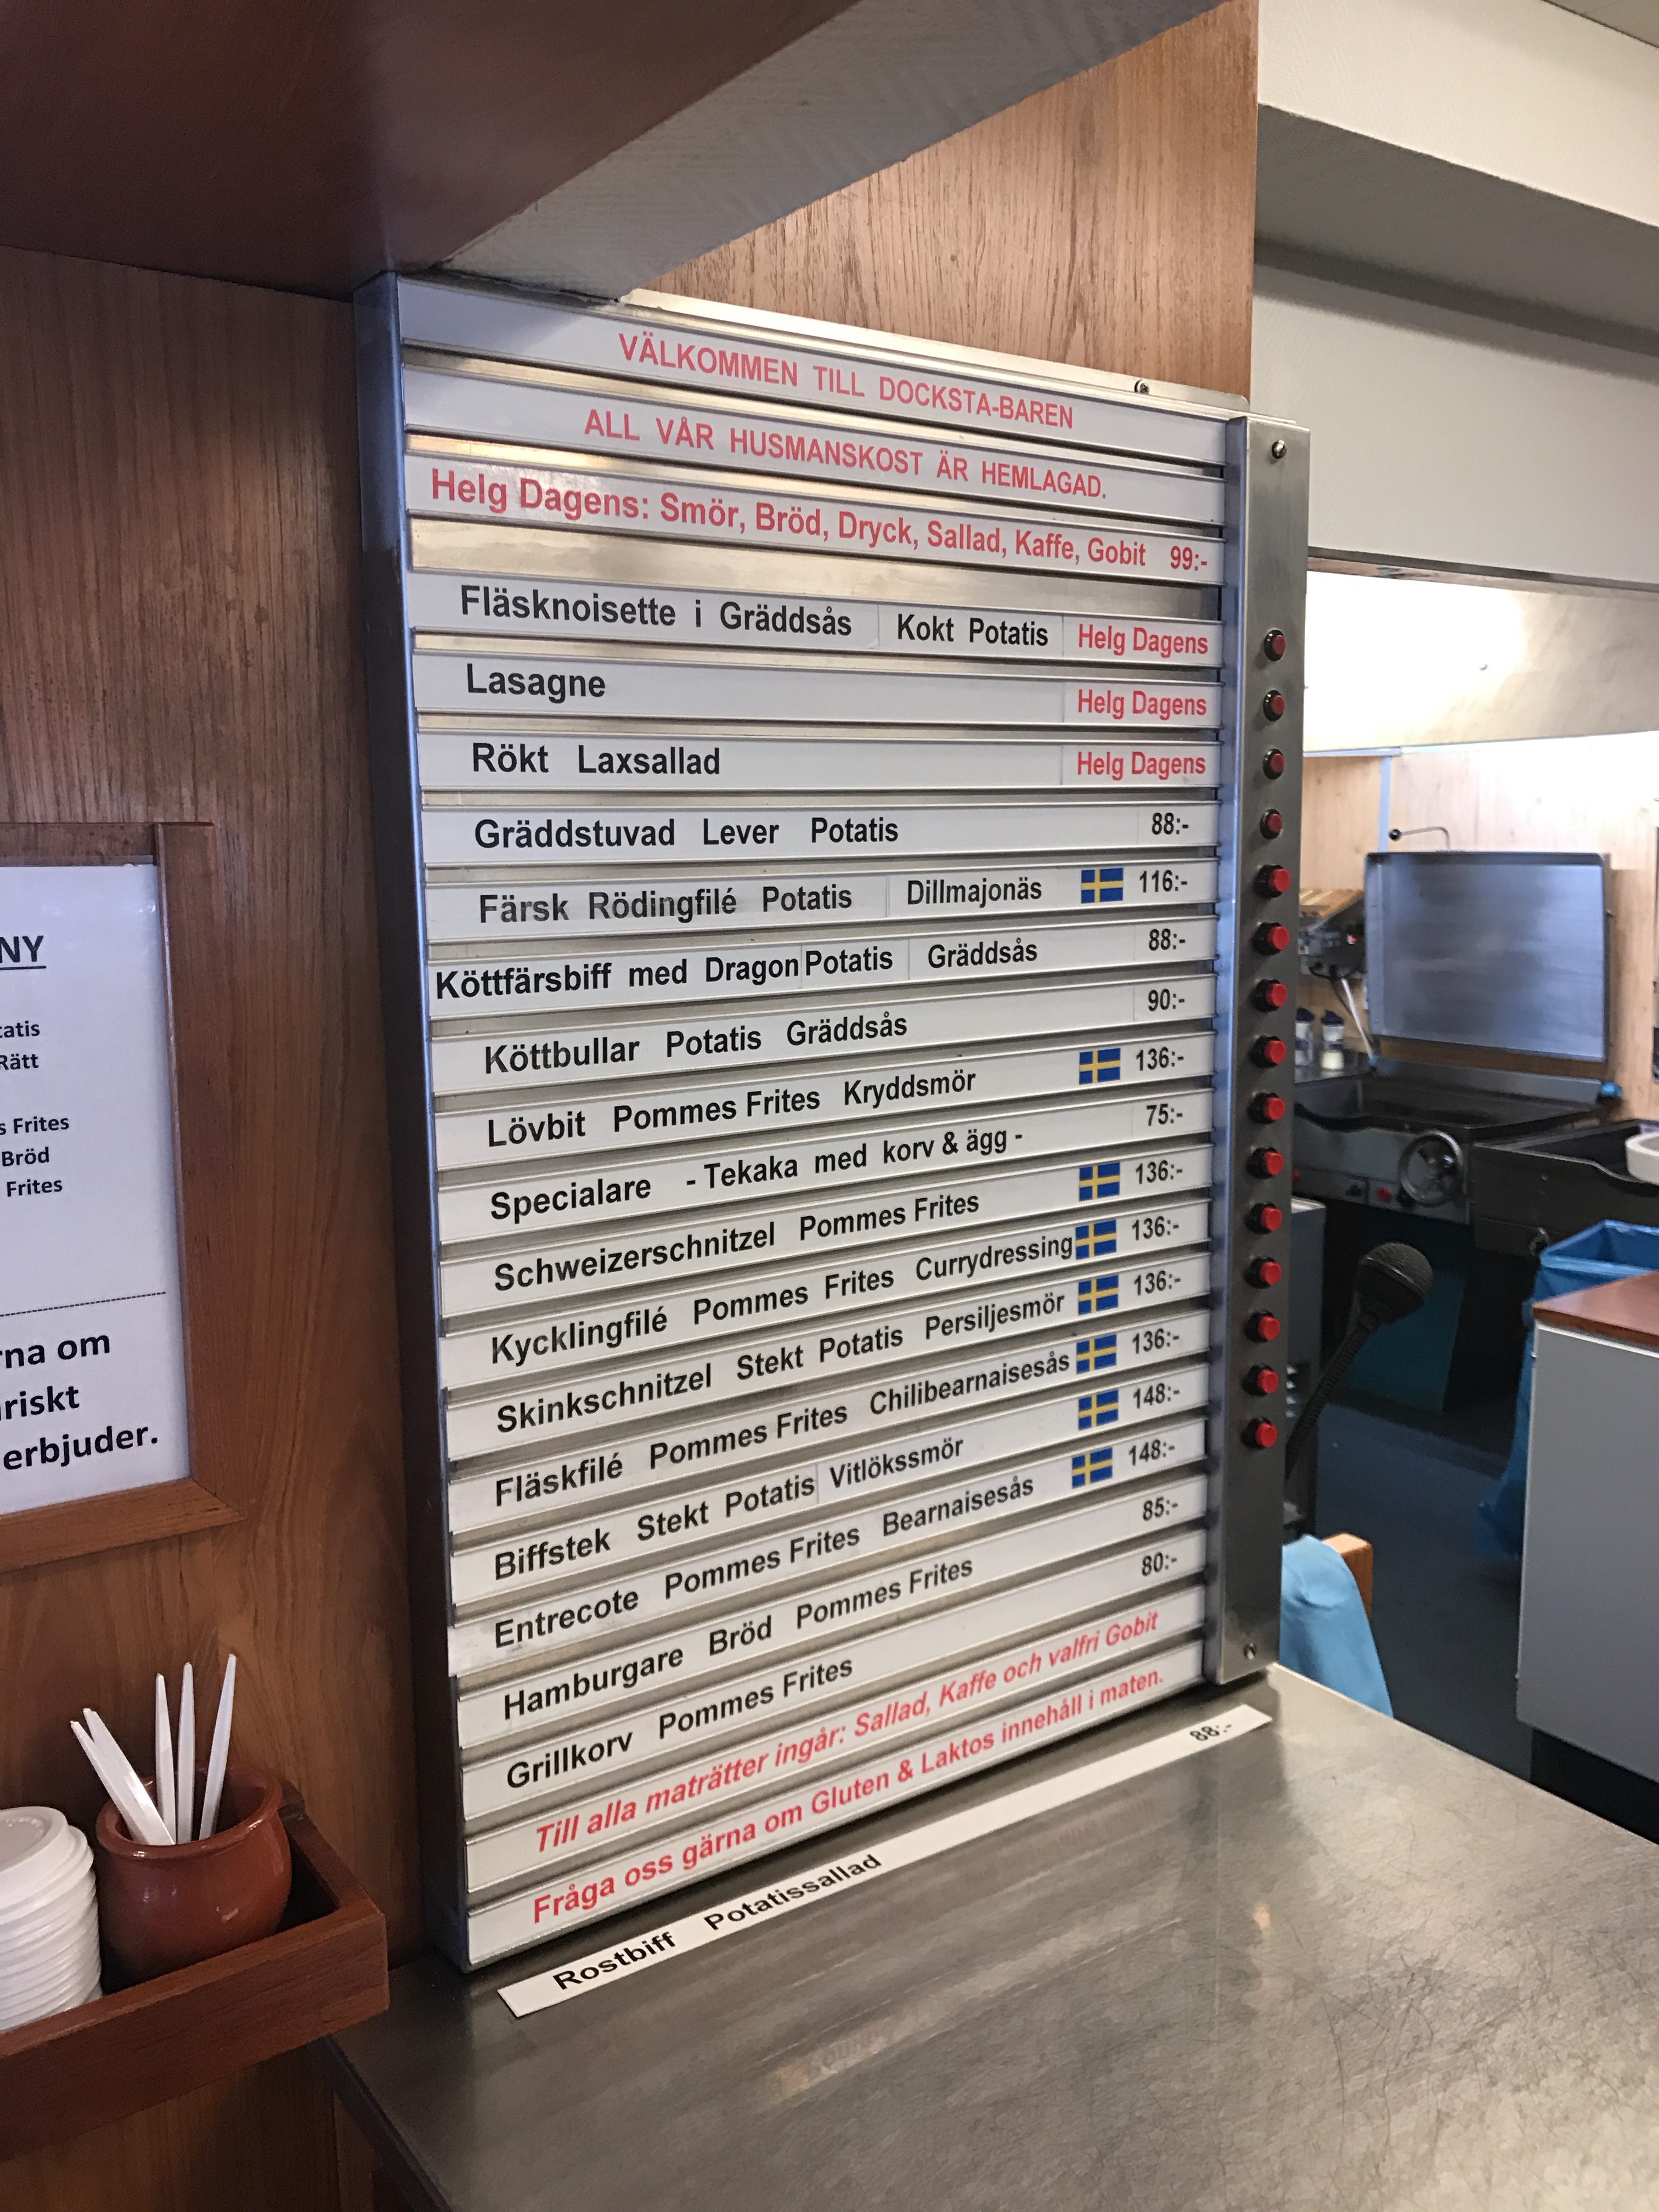 VÄLKOMMEN TILL DOCKSTA-BAREN
ALL VÅR HUSMANSKOST ÄR HEMLAGAD.
Helg Dagens: Smör, Bröd, Dryck, Sallad, Kaffe, Gobit 99:-
Fläsknoisette i Gräddsås Kokt Potatis Helg Dagens
Lasagne Helg Dagens
Rökt Laxsallad Helg Dagens
Gräddstuvad Lever Potatis 88:-
Färsk Rödingfilé Potatis Dillmajonäs 116:-
Köttfärsbiff med Dragon Potatis Gräddsås 88:-
Köttbullar Potatis Gräddsås 90:-
Lövbit Pommes Frites Kryddsmör 136:-
Specialare - Tekaka med korv & ägg - 75:-
Schweizerschnitzel Pommes Frites 136:-
Kycklingfilé Pommes Frites Currydressing 136:-
Skinkschnitzel Stekt Potatis Persiljesmör 136:-
Fläskfilé Pommes Frites Chilibearnaisesås 136:-
Biffstek Stekt Potatis Vitlökssmör 148:-
Entrecote Pommes Frites Bearnaisesås 148:-
Hamburgare Bröd Pommes Frites 85:-
Grillkorv Pommes Frites 80:-
Till alla maträtter ingår: Sallad, Kaffe och valfri Gobit
Fråga oss gärna om Gluten & Laktos innehåll i maten.
Rostbiff Potatissallad 88:-
NY
tatis
Rätt
s Frites
Bröd
Frites
rna om
riskt
erbjuder.